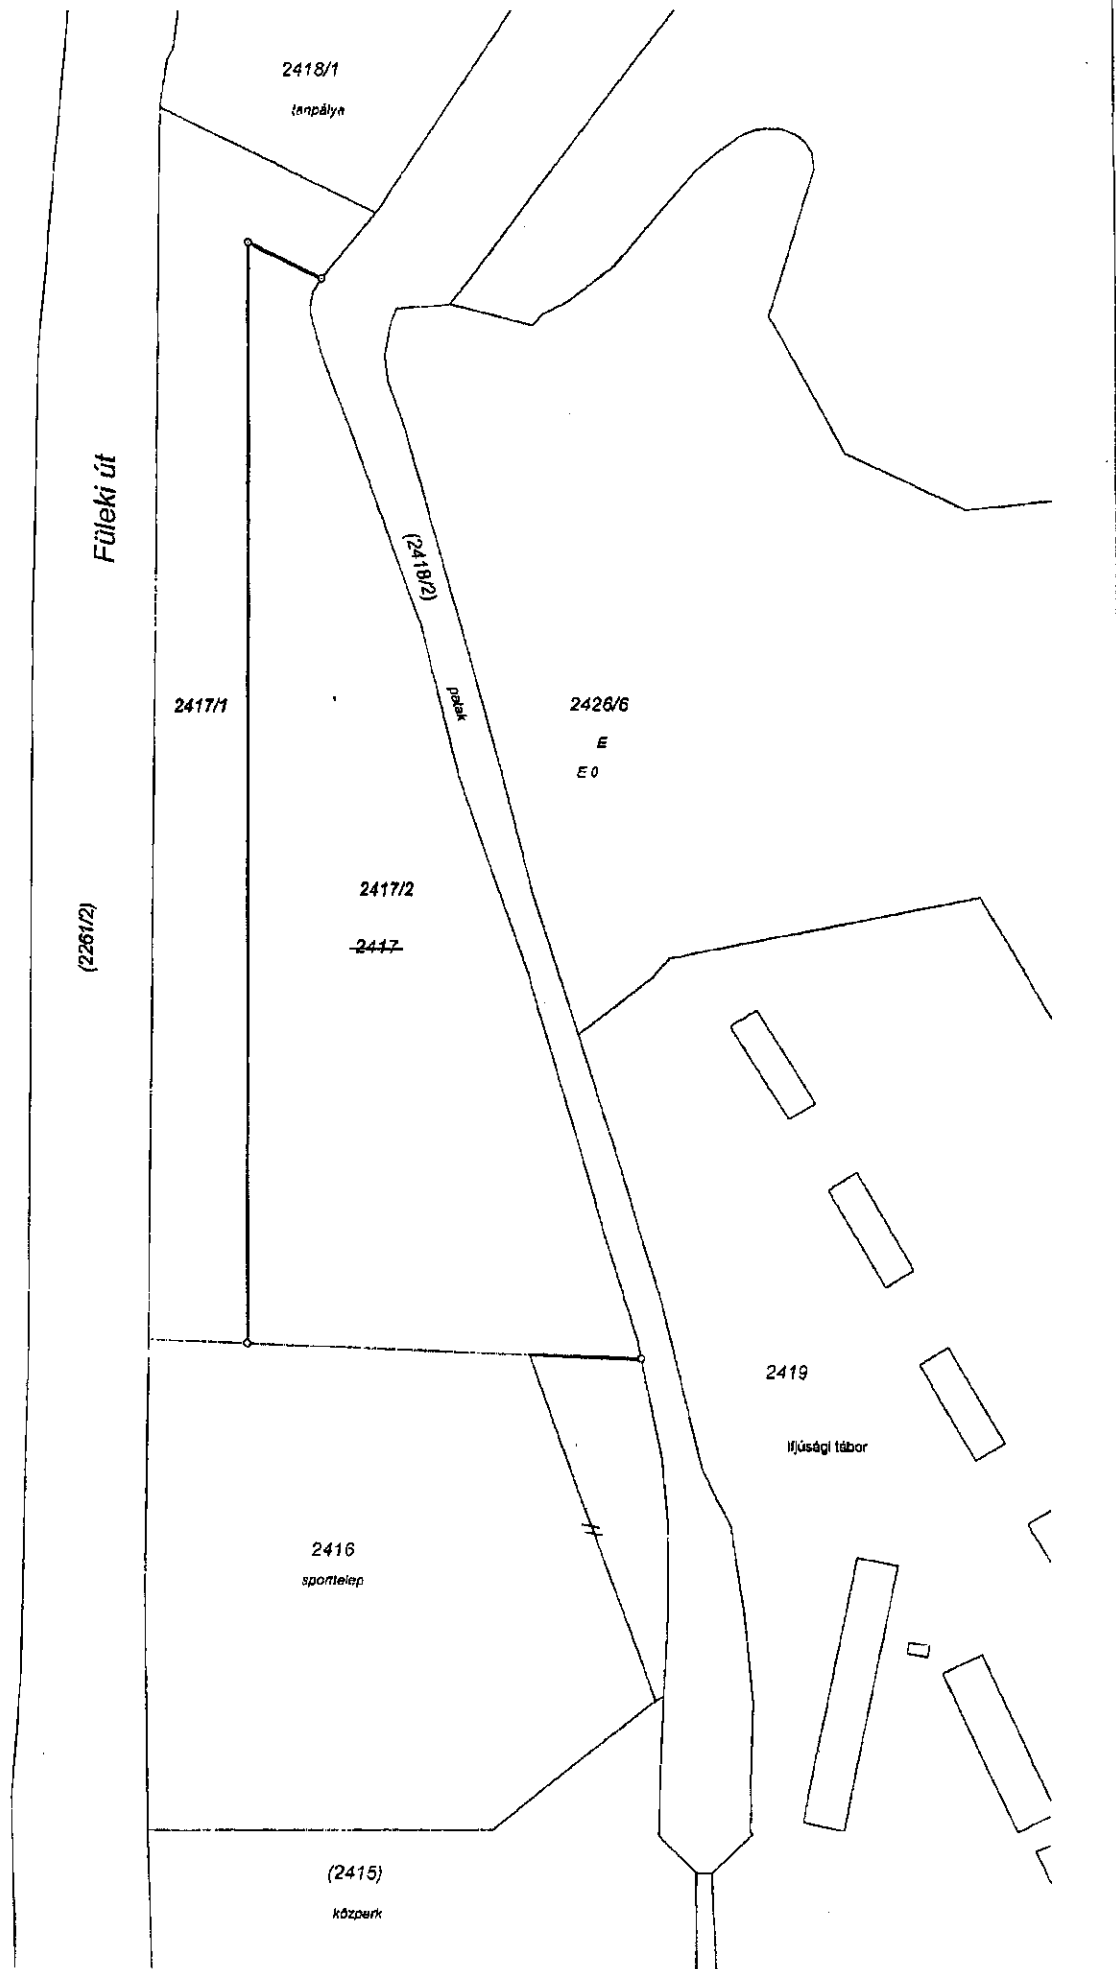 2418/1
tanpálya
Füleki út
(2418/2)
patak
2417/1
2426/6
E
E 0
2417/2
2417
(2261/2)
2419
Ifjúsági tábor
2416
sporttelep
(2415)
közpark